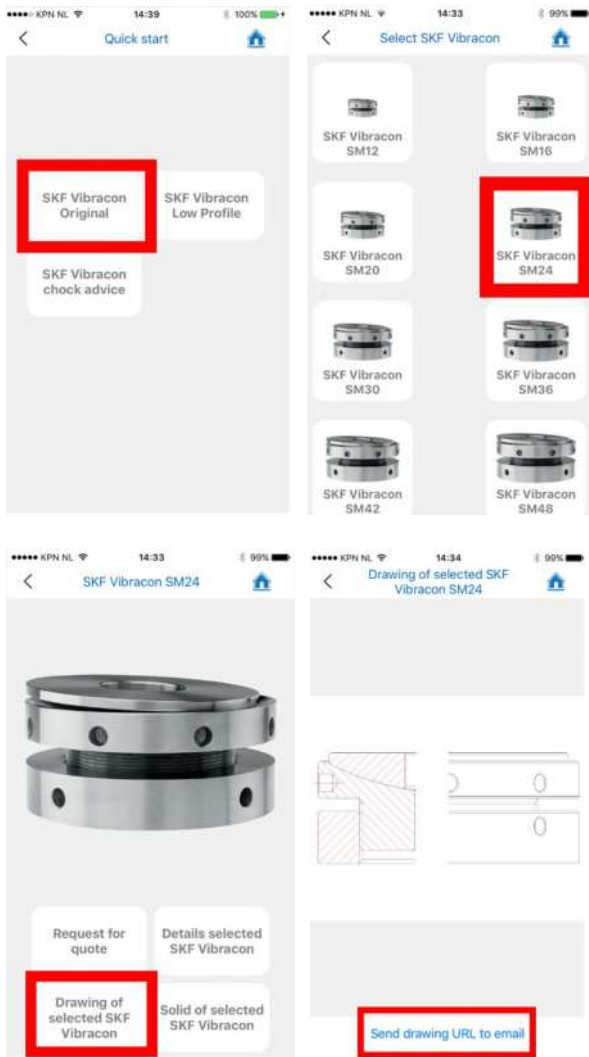 KPN NL 14:39 100%
Quick start
SKF Vibracon
Original
SKF Vibracon
Low Profile
SKF Vibracon
chock advice
KPN NL 14:33 99%
Select SKF Vibracon
SKF Vibracon
SM12
SKF Vibracon
SM16
SKF Vibracon
SM20
SKF Vibracon
SM24
SKF Vibracon
SM30
SKF Vibracon
SM36
SKF Vibracon
SM42
SKF Vibracon
SM48
KPN NL 14:33 99%
SKF Vibracon SM24
Request for
quote
Details selected
SKF Vibracon
Drawing of
selected SKF
Vibracon
Solid of selected
SKF Vibracon
KPN NL 14:34 99%
Drawing of selected SKF
Vibracon SM24
Send drawing URL to email